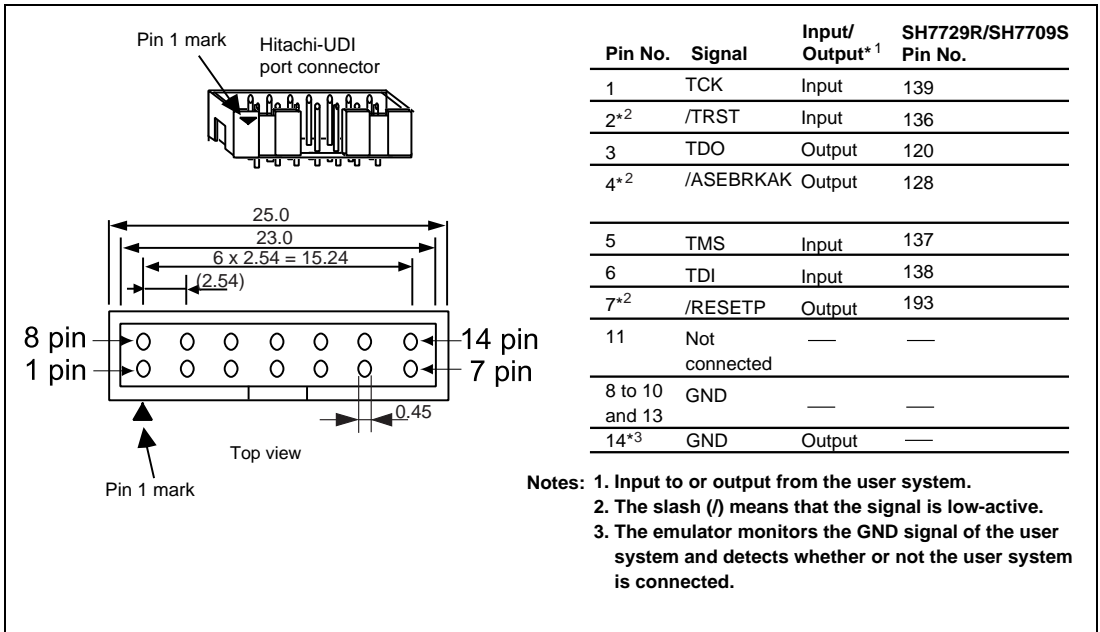 Pin 1 mark
Hitachi-UDI
port connector
25.0
23.0
6 x 2.54 = 15.24
(2.54)
8 pin
14 pin
1 pin
7 pin
0.45
Top view
Pin 1 mark
Pin No. Signal Input/ Output*1 SH7729R/SH7709S Pin No.
1 TCK Input 139
2*2 /TRST Input 136
3 TDO Output 120
4*2 /ASEBRKAK Output 128
5 TMS Input 137
6 TDI Input 138
7*2 /RESETP Output 193
11 Not connected — —
8 to 10 and 13 GND — —
14*3 GND Output —
Notes: 1. Input to or output from the user system.
2. The slash (/) means that the signal is low-active.
3. The emulator monitors the GND signal of the user
system and detects whether or not the user system
is connected.